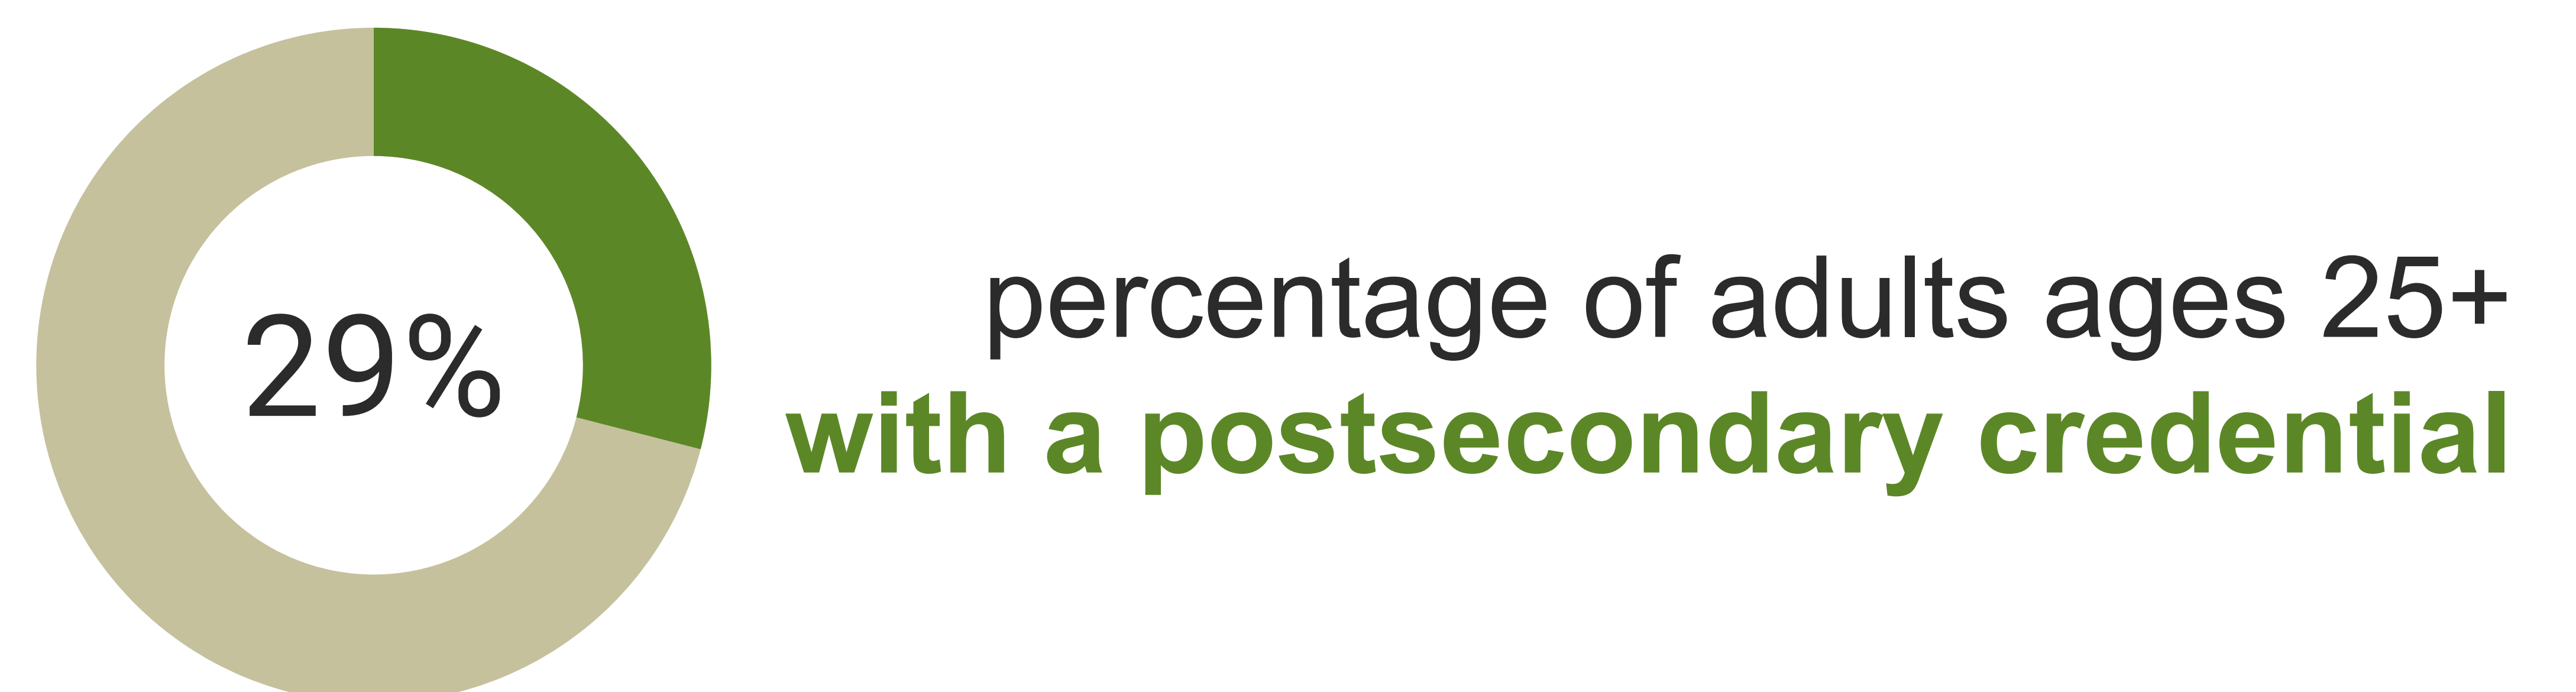 29%
percentage of adults ages 25+
with a postsecondary credential